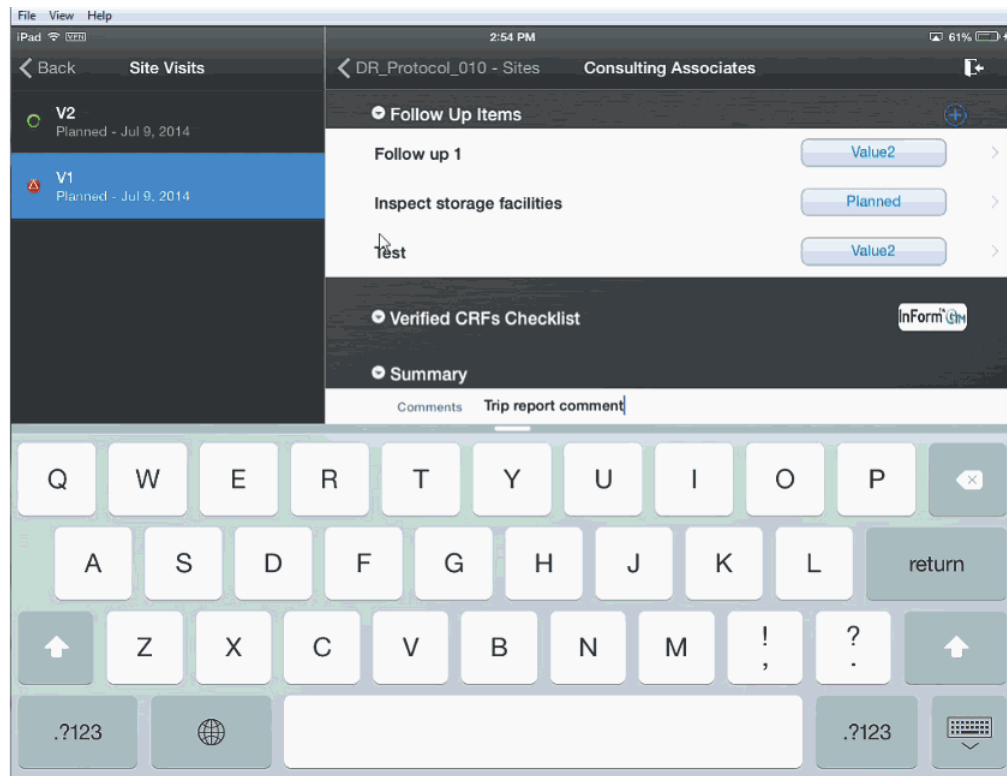 File View Help
iPad VPN 2:54 PM 61%
Back Site Visits DR_Protocol_010 - Sites Consulting Associates
V2
Planned - Jul 9, 2014
V1
Planned - Jul 9, 2014
Follow Up Items
Follow up 1 Value2
Inspect storage facilities Planned
Test Value2
Verified CRFs Checklist InForm GTM
Summary
Comments Trip report comment
Q W E R T Y U I O P
A S D F G H J K L return
Z X C V B N M ! , ? .
.?123 .?123